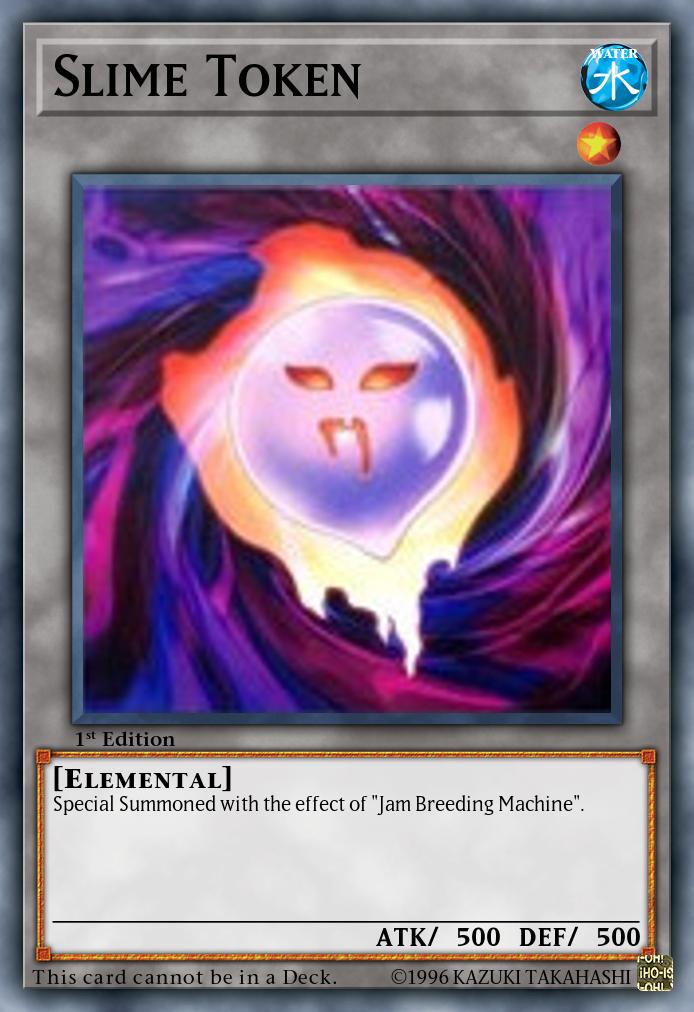 Slime Token
WATER
水
1st Edition
[Elemental]
Special Summoned with the effect of "Jam Breeding Machine".
ATK/ 500 DEF/ 500
This card cannot be in a Deck.
©1996 KAZUKI TAKAHASHI